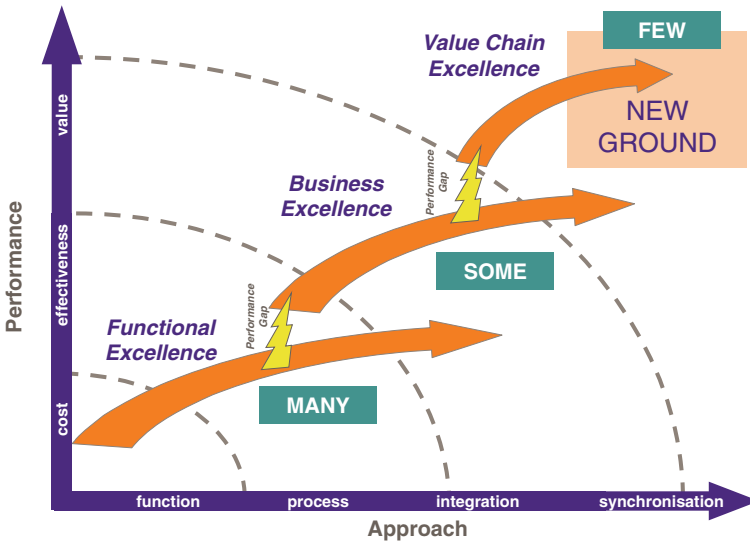 FEW
Value Chain
Excellence
NEW
GROUND
value
Performance
Gap
Business
Excellence
SOME
Performance
effectiveness
Performance
Gap
Functional
Excellence
MANY
cost
function
process
integration
synchronisation
Approach